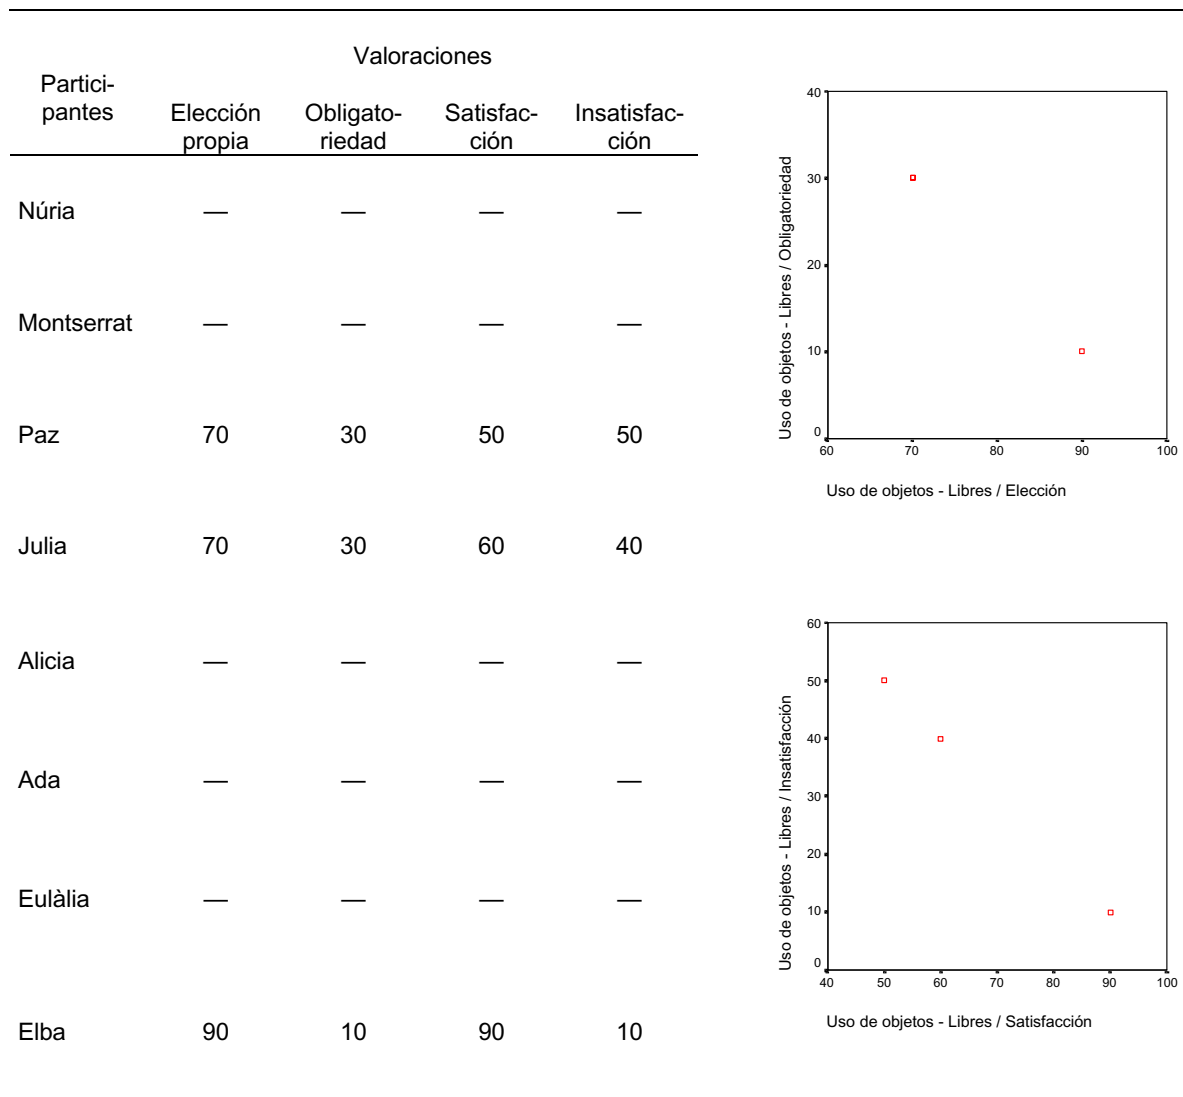 Valoraciones
Partici-
pantes
Elección
propia
Obligato-
riedad
Satisfac-
ción
Insatisfac-
ción
Núria — — — —
Montserrat — — — —
Paz 70 30 50 50
Julia 70 30 60 40
Alicia — — — —
Ada — — — —
Eulàlia — — — —
Elba 90 10 90 10
Uso de objetos - Libres / Obligatoriedad
40
30
20
10
0
60 70 80 90 100
Uso de objetos - Libres / Elección
Uso de objetos - Libres / Insatisfacción
60
50
40
30
20
10
0
40 50 60 70 80 90 100
Uso de objetos - Libres / Satisfacción